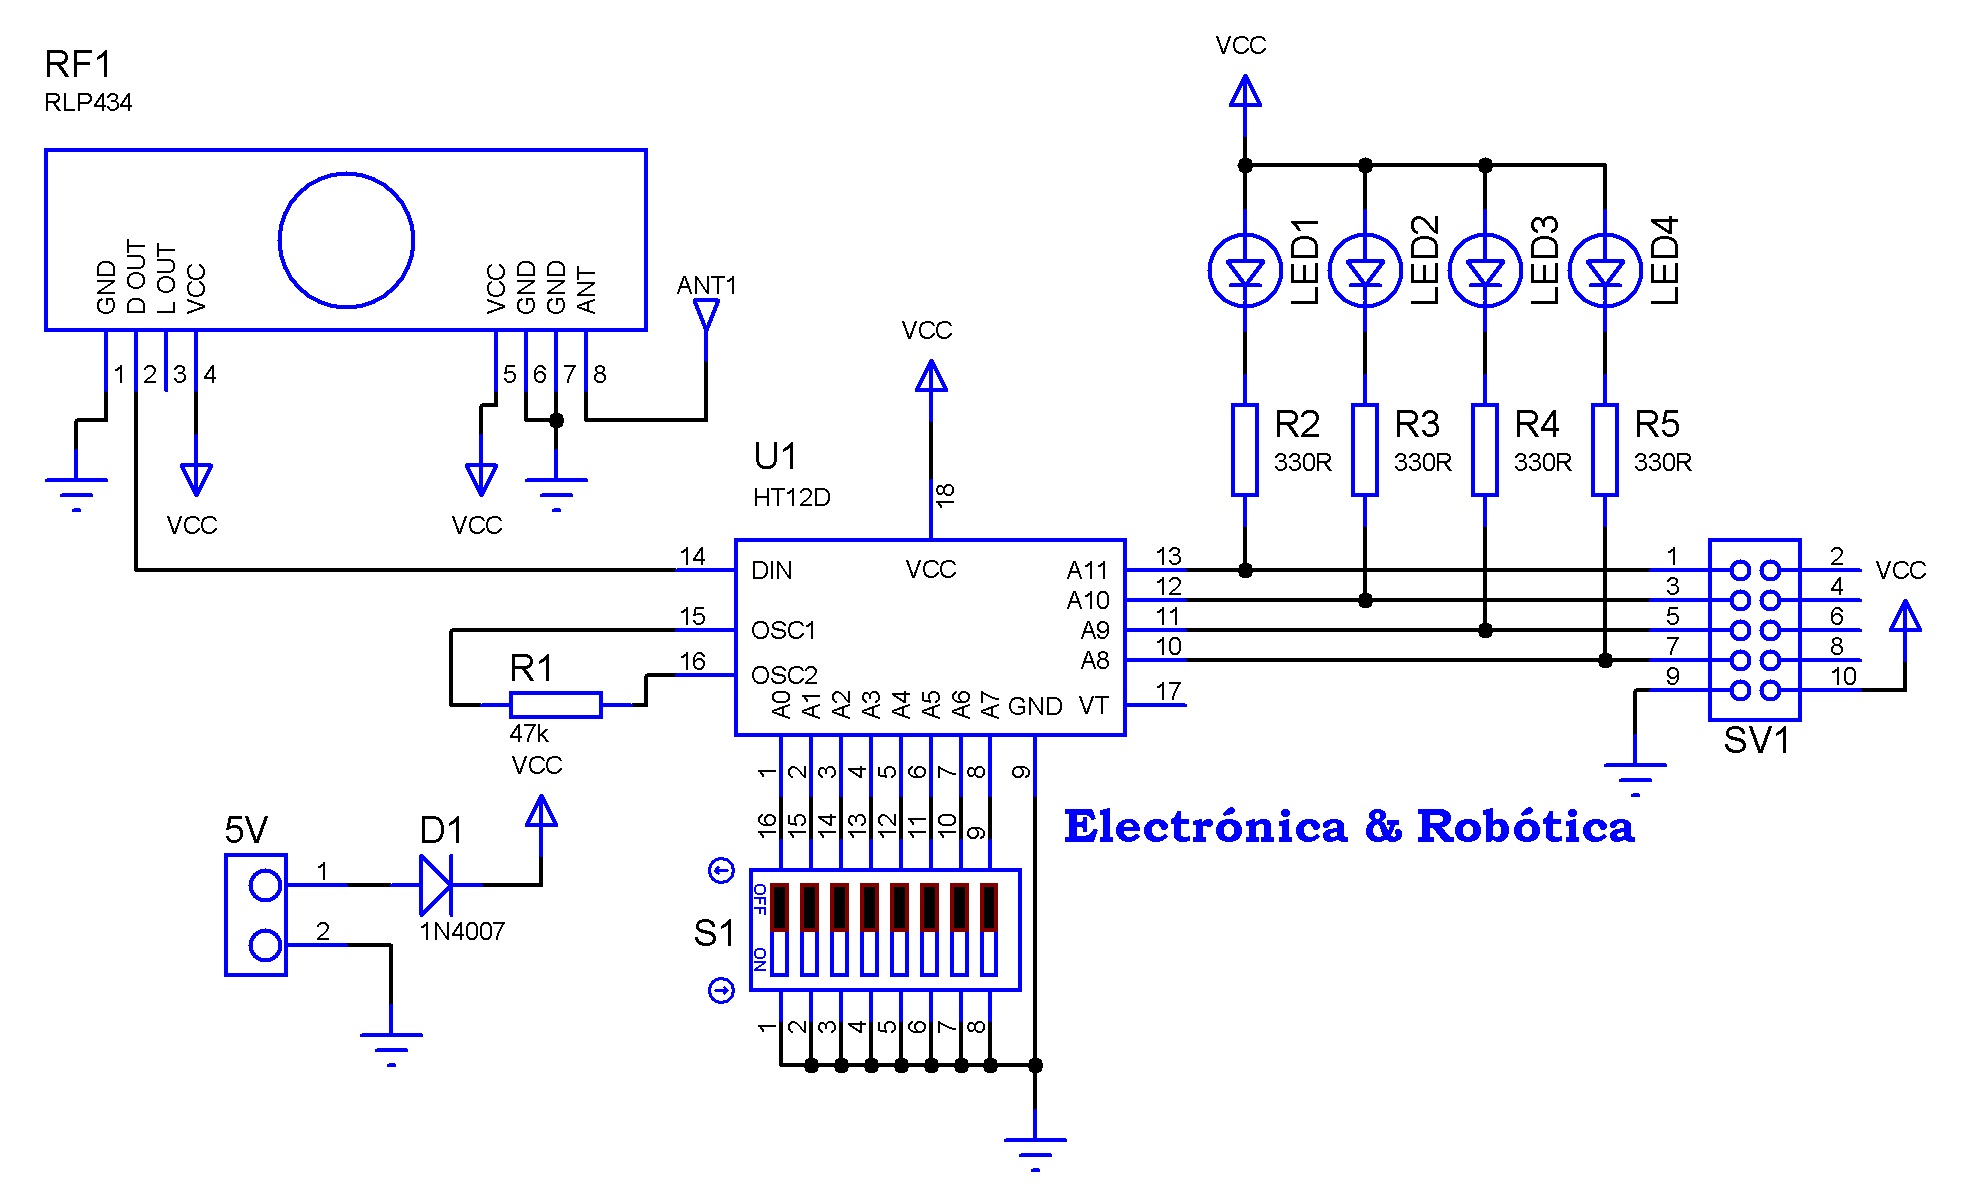 RF1
RLP434
GND
D OUT
L OUT
VCC
VCC
GND
GND
ANT
1 2 3 4
5 6 7 8
VCC
VCC
ANT1
VCC
18
U1
HT12D
14 DIN
15 OSC1
16 OSC2
VCC
A11 13
A10 12
A9 11
A8 10
VT 17
A0 A1 A2 A3 A4 A5 A6 A7 GND
1 2 3 4 5 6 7 8 9
R1
47k
VCC
LED1
LED2
LED3
LED4
R2
330R
R3
330R
R4
330R
R5
330R
1 2
3 4
5 6
7 8
9 10
VCC
SV1
VCC
5V
1
2
D1
1N4007
16 15 14 13 12 11 10 9
OFF
ON
S1
1 2 3 4 5 6 7 8
Electrónica & Robótica